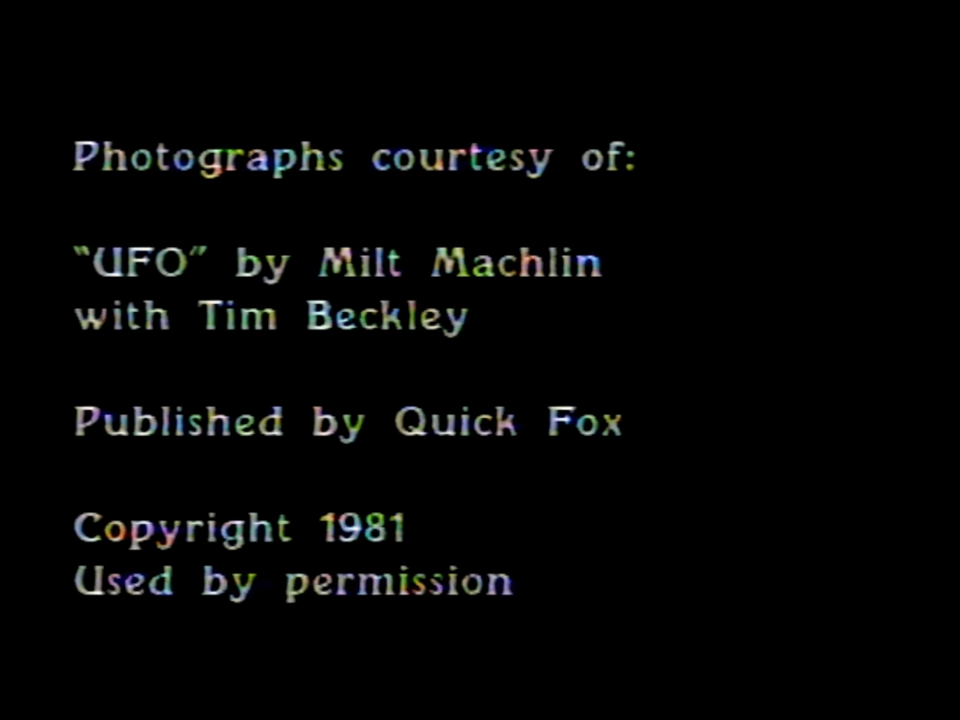 Photographs courtesy of:
“UFO” by Milt Machlin
with Tim Beckley
Published by Quick Fox
Copyright 1981
Used by permission